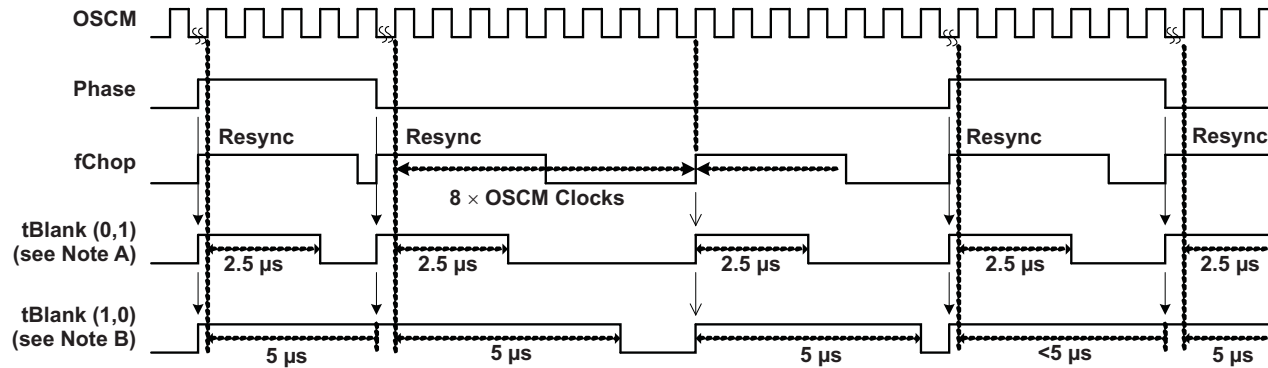 OSCM
Phase
Resync Resync Resync Resync
fChop
8 × OSCM Clocks
tBlank (0,1)
(see Note A)
2.5 µs 2.5 µs 2.5 µs 2.5 µs 2.5 µs
tBlank (1,0)
(see Note B)
5 µs 5 µs 5 µs <5 µs 5 µs